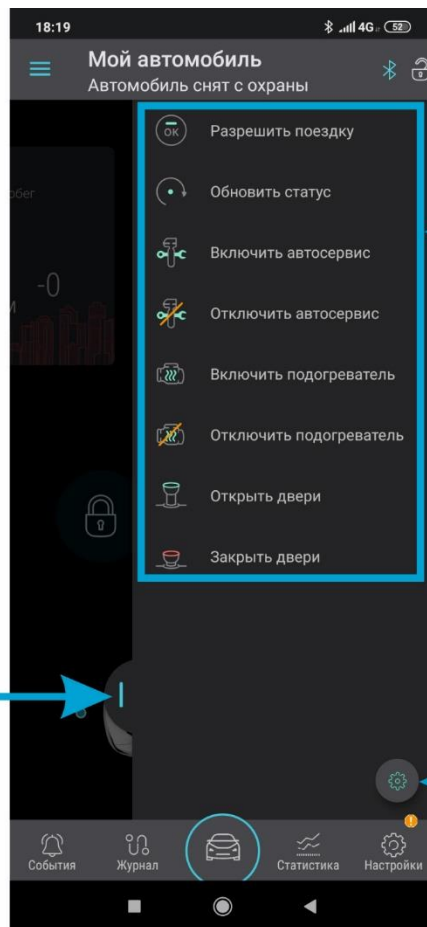 18:19
4G
52
Мой автомобиль
Автомобиль снят с охраны
OK
Разрешить поездку
Обновить статус
Включить автосервис
Отключить автосервис
Включить подогреватель
Отключить подогреватель
Открыть двери
Закрыть двери
-0
События
Журнал
Статистика
Настройки